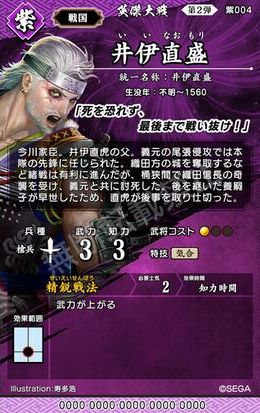 紫
戦国
英傑大戦
第2弾
紫004
いいなおもり
井伊直盛
統一名称：井伊直盛
生没年：不明～1560
「死を恐れず、
最後まで戦い抜け！」
今川家臣。井伊直虎の父。義元の尾張侵攻では本
隊の先鋒に任じられた。織田方の城を奪取するな
ど緒戦は有利に進んだが、桶狭間で織田信長の奇
襲を受け、義元と共に討死した。後を継いだ養嗣
子が早世したため、直虎が後事を取り仕切った。
兵種
武力
知力
武将コスト
槍兵
3
3
特技
気合
せいえいせんぽう
精鋭戦法
必要士気
2
効果時間
知力時間
武力が上がる
効果範囲
Illustration:寿多浩
©SEGA
0000 0000 0000 0000 0000